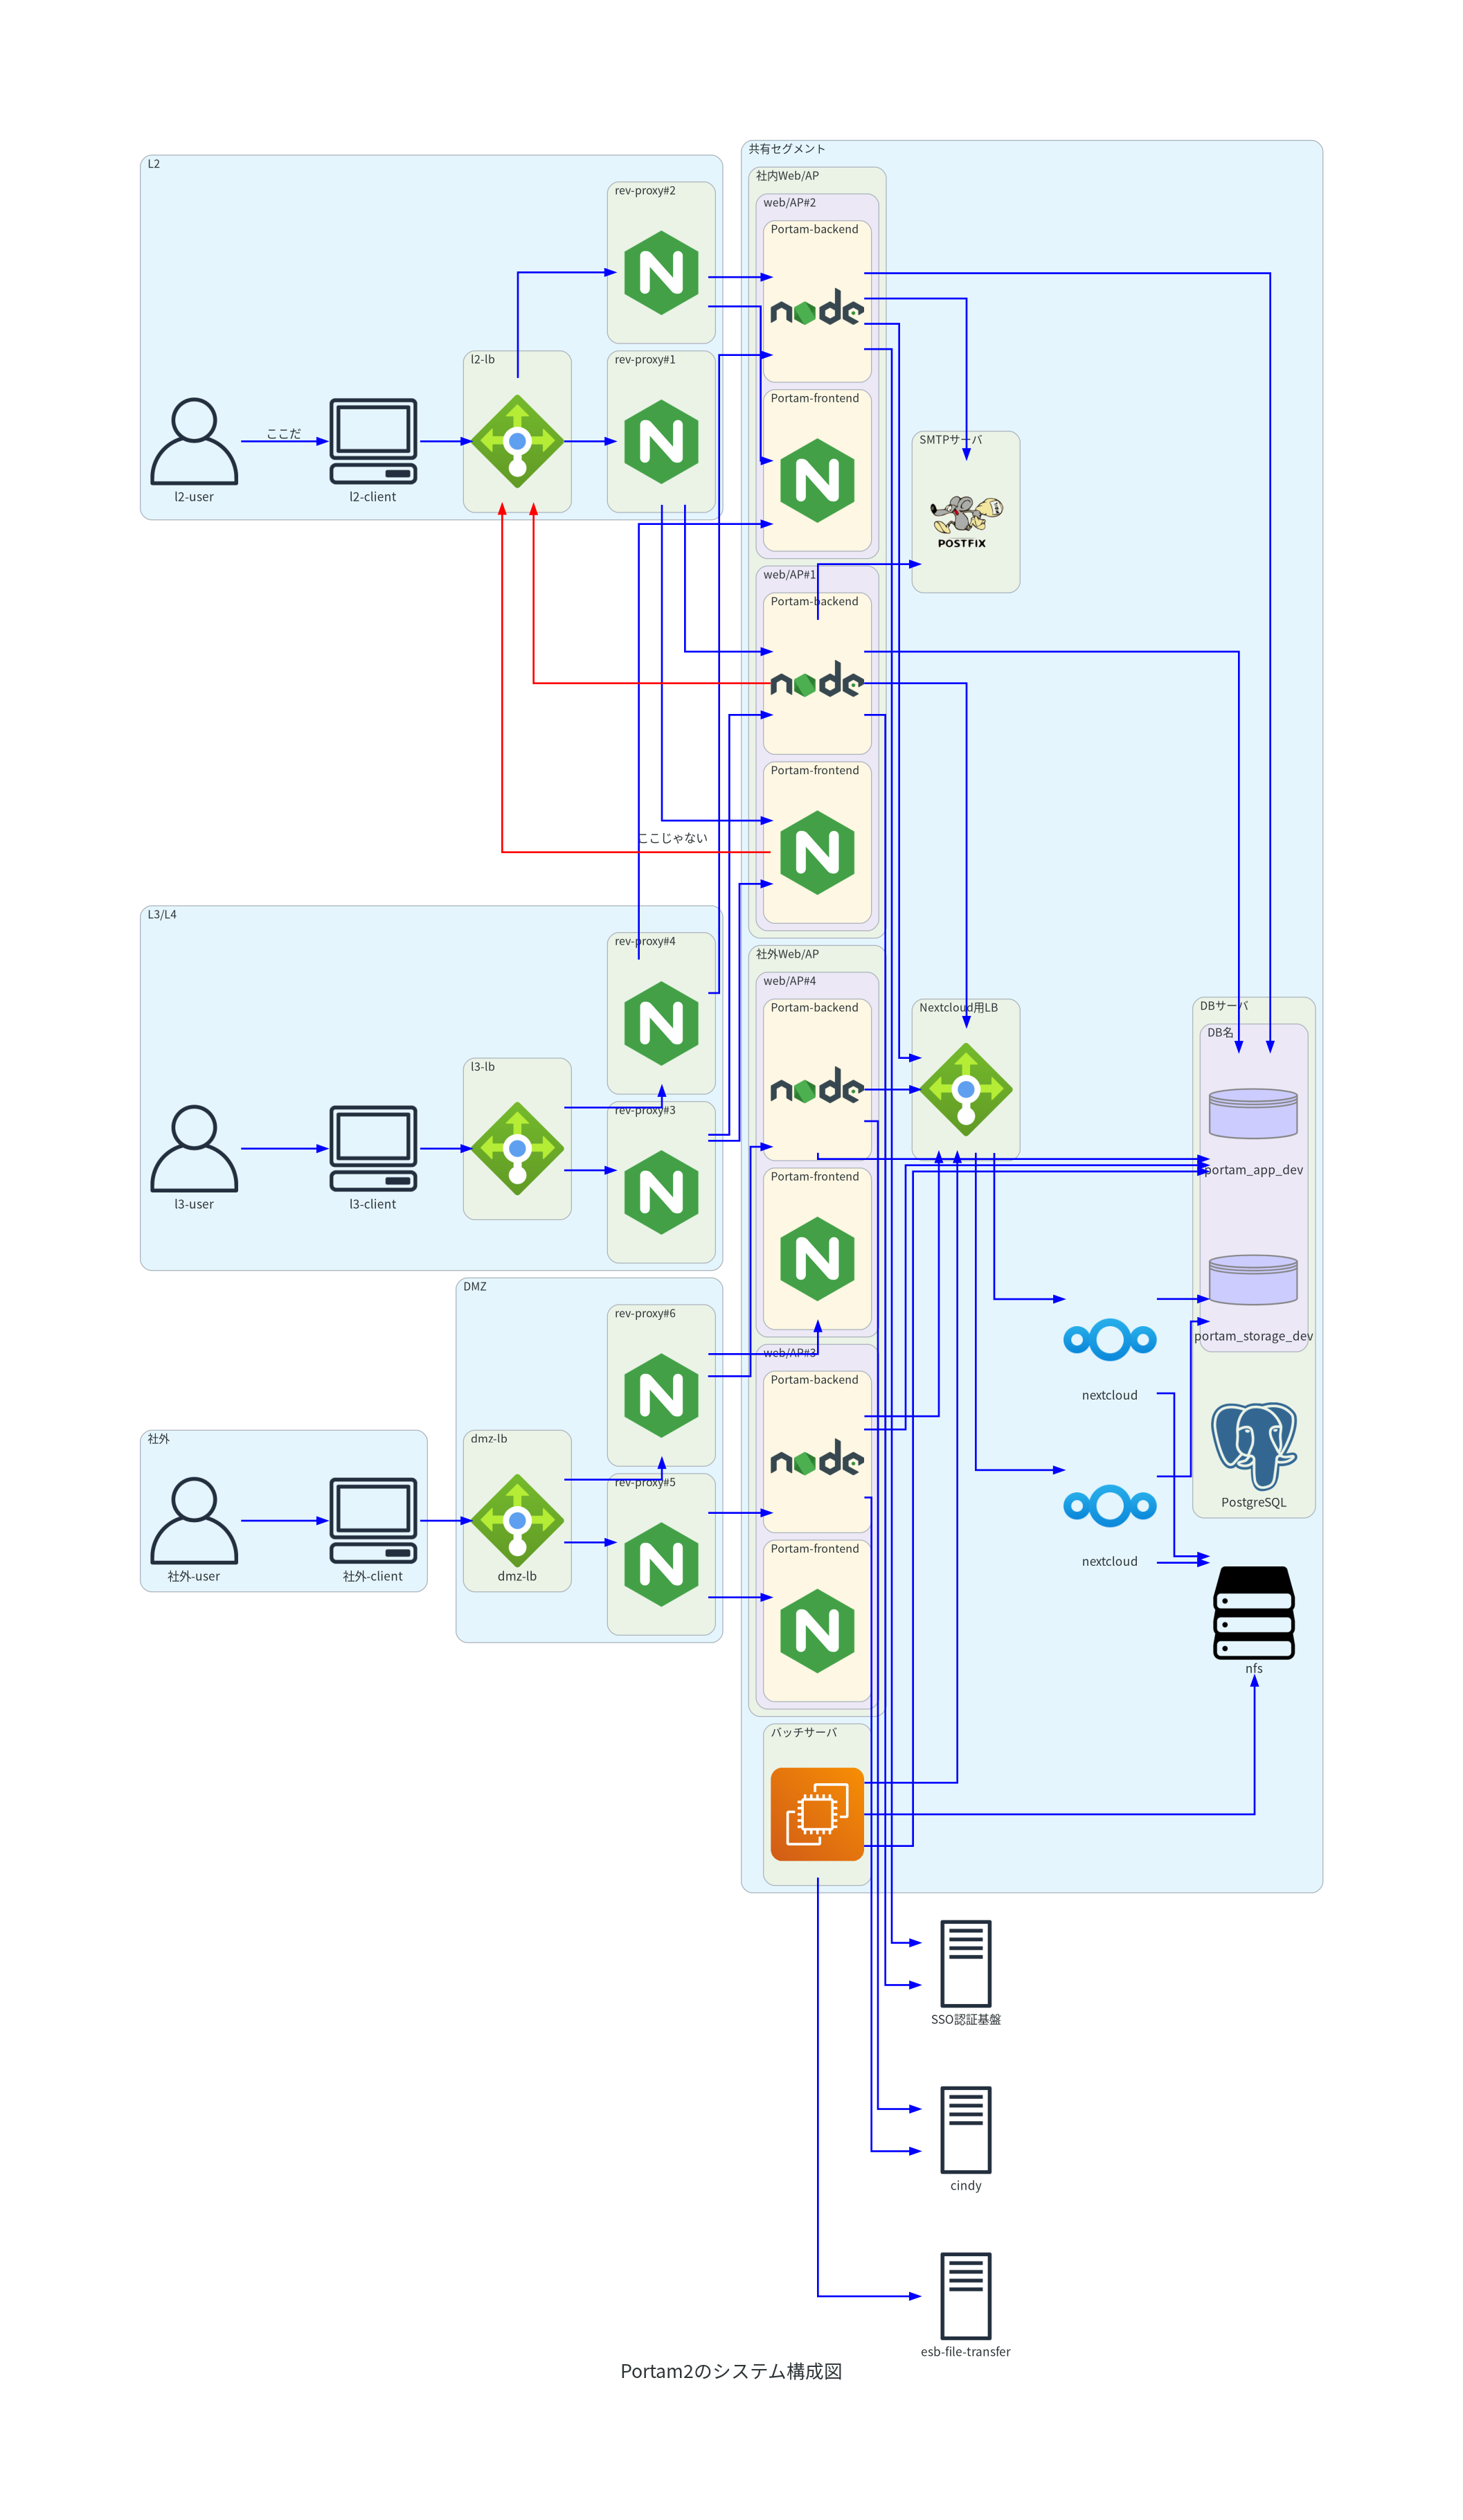 L2
rev-proxy#2
l2-lb
rev-proxy#1
ここだ
l2-user
l2-client
共有セグメント
社内Web/AP
web/AP#2
Portam-backend
node
Portam-frontend
SMTPサーバ
POSTFIX
web/AP#1
Portam-backend
node
Portam-frontend
ここじゃない
L3/L4
rev-proxy#4
l3-lb
rev-proxy#3
l3-user
l3-client
社外Web/AP
web/AP#4
Portam-backend
node
Portam-frontend
Nextcloud用LB
DBサーバ
DB名
portam_app_dev
portam_storage_dev
PostgreSQL
DMZ
rev-proxy#6
dmz-lb
rev-proxy#5
dmz-lb
社外
社外-user
社外-client
web/AP#3
Portam-backend
node
Portam-frontend
nextcloud
nextcloud
nfs
バッチサーバ
SSO認証基盤
cindy
esb-file-transfer
Portam2のシステム構成図